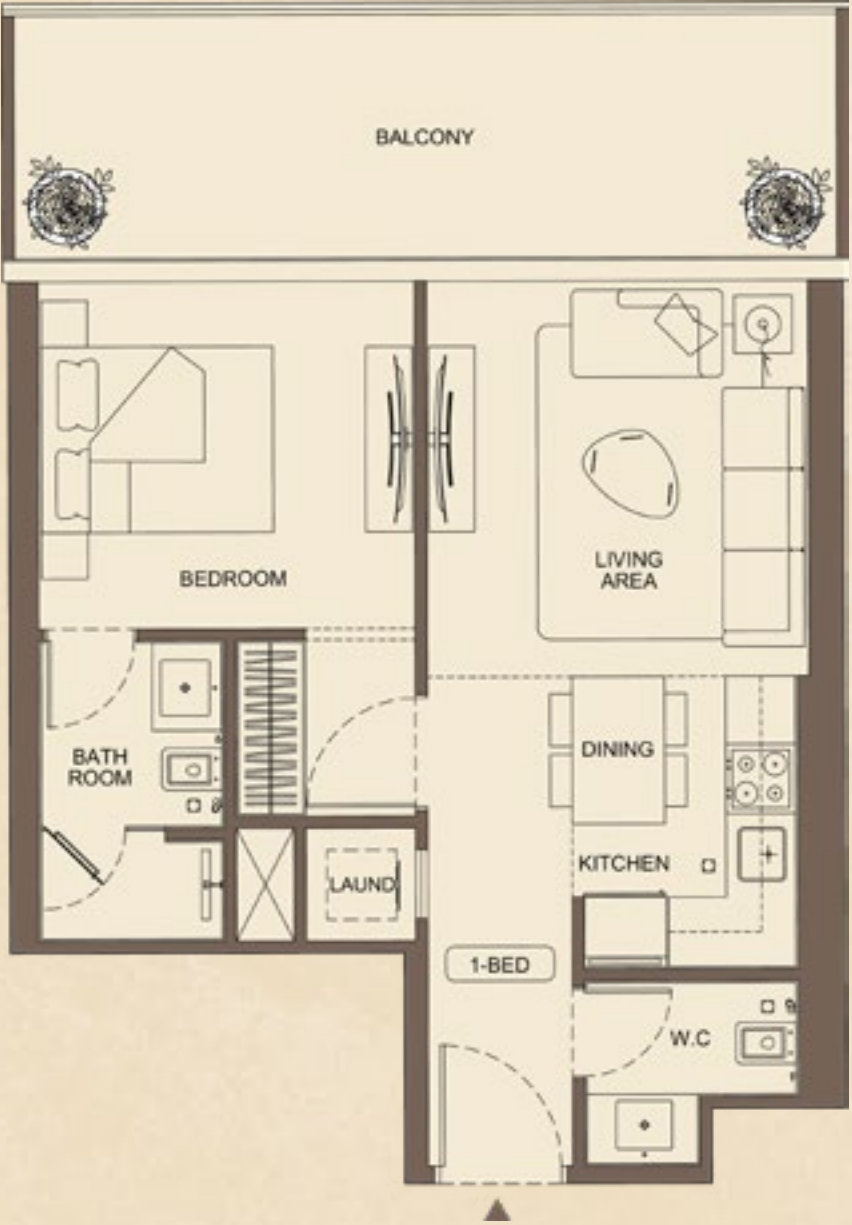 BALCONY
BEDROOM
LIVING
AREA
BATH
ROOM
DINING
KITCHEN
LAUND
1-BED
W.C